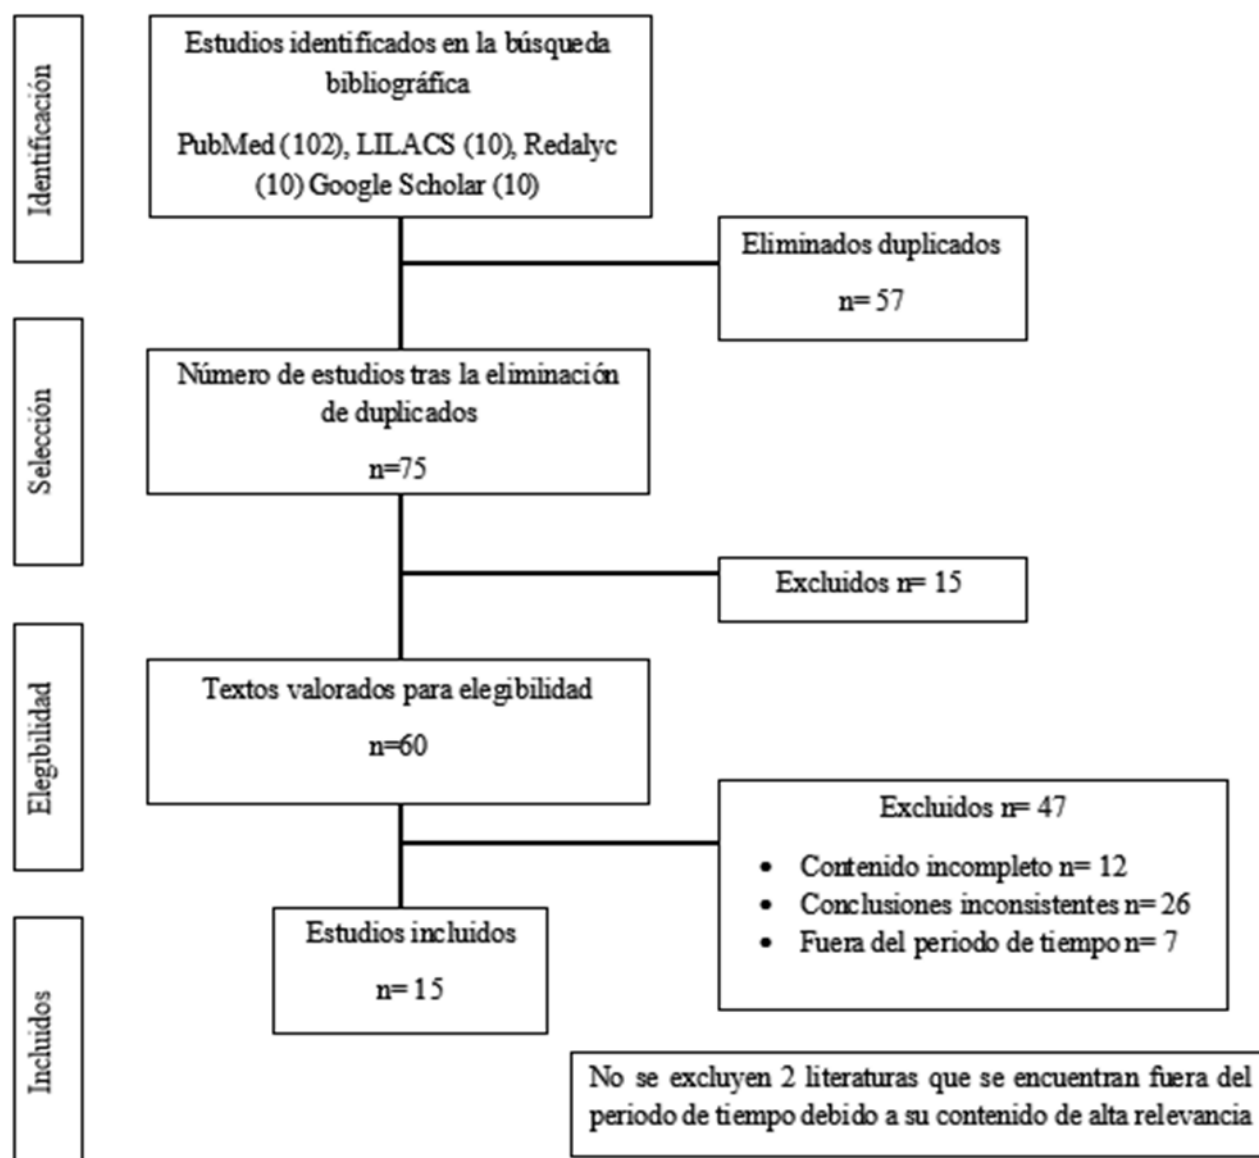 Identificación
Estudios identificados en la búsqueda
bibliográfica
PubMed (102), LILACS (10), Redalyc
(10) Google Scholar (10)
Eliminados duplicados
n= 57
Selección
Número de estudios tras la eliminación
de duplicados
n=75
Excluidos n= 15
Elegibilidad
Textos valorados para elegibilidad
n=60
Excluidos n= 47
• Contenido incompleto n= 12
• Conclusiones inconsistentes n= 26
• Fuera del periodo de tiempo n= 7
Incluidos
Estudios incluidos
n= 15
No se excluyen 2 literaturas que se encuentran fuera del
periodo de tiempo debido a su contenido de alta relevancia